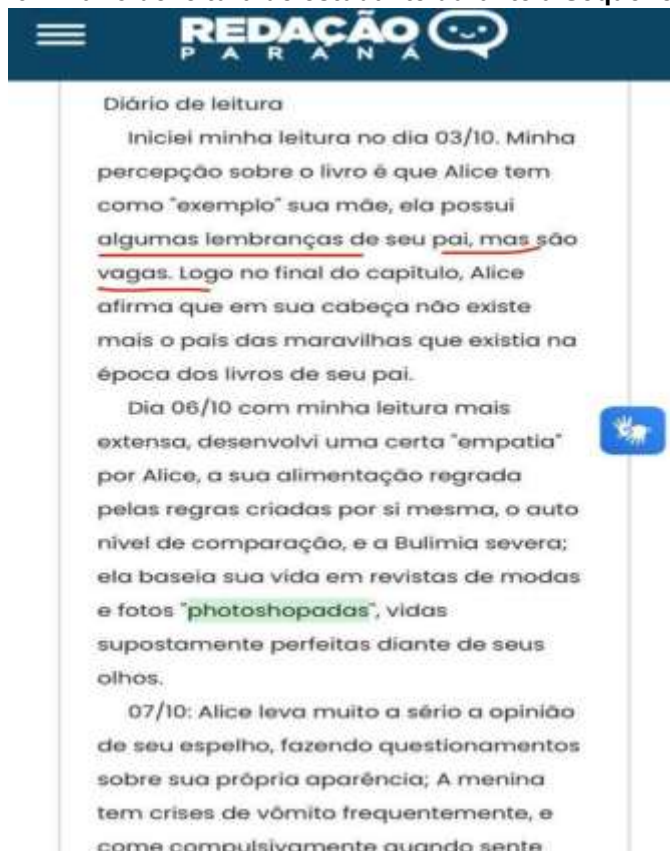 REDAÇÃO
PARANÁ
Diário de leitura
Iniciei minha leitura no dia 03/10. Minha
percepção sobre o livro é que Alice tem
como "exemplo" sua mãe, ela possui
algumas lembranças de seu pai, mas são
vagas. Logo no final do capítulo, Alice
afirma que em sua cabeça não existe
mais o país das maravilhas que existia na
época dos livros de seu pai.
Dia 06/10 com minha leitura mais
extensa, desenvolvi uma certa "empatia"
por Alice, a sua alimentação regrada
pelas regras criadas por si mesma, o auto
nível de comparação, e a Bulimia severa;
ela baseia sua vida em revistas de modas
e fotos "photoshopadas", vidas
supostamente perfeitas diante de seus
olhos.
07/10: Alice leva muito a sério a opinião
de seu espelho, fazendo questionamentos
sobre sua própria aparência; A menina
tem crises de vômito frequentemente, e
come compulsivamente quando sente